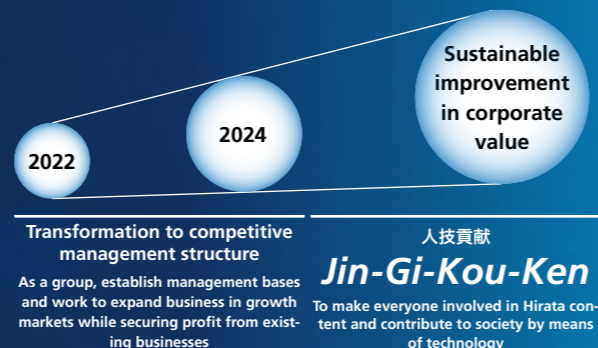 2022
2024
Sustainable
improvement
in corporate
value
Transformation to competitive
management structure
As a group, establish management bases
and work to expand business in growth
markets while securing profit from exist-
ing businesses
人技貢献
Jin-Gi-Kou-Ken
To make everyone involved in Hirata con-
tent and contribute to society by means
of technology